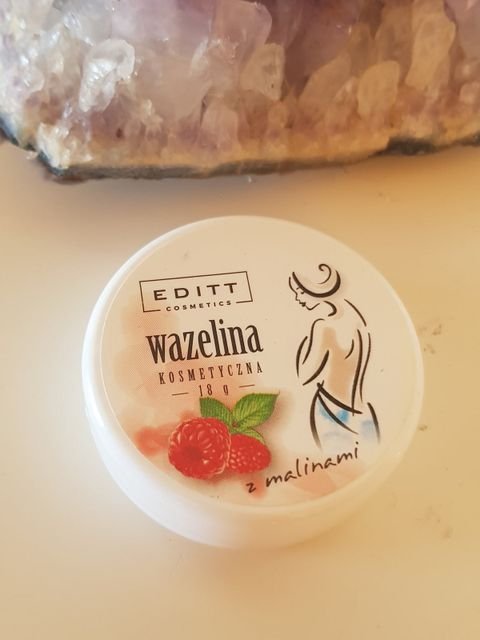 EDITT
COSMETICS
wazelina
KOSMETYCZNA
18 g
z malinami